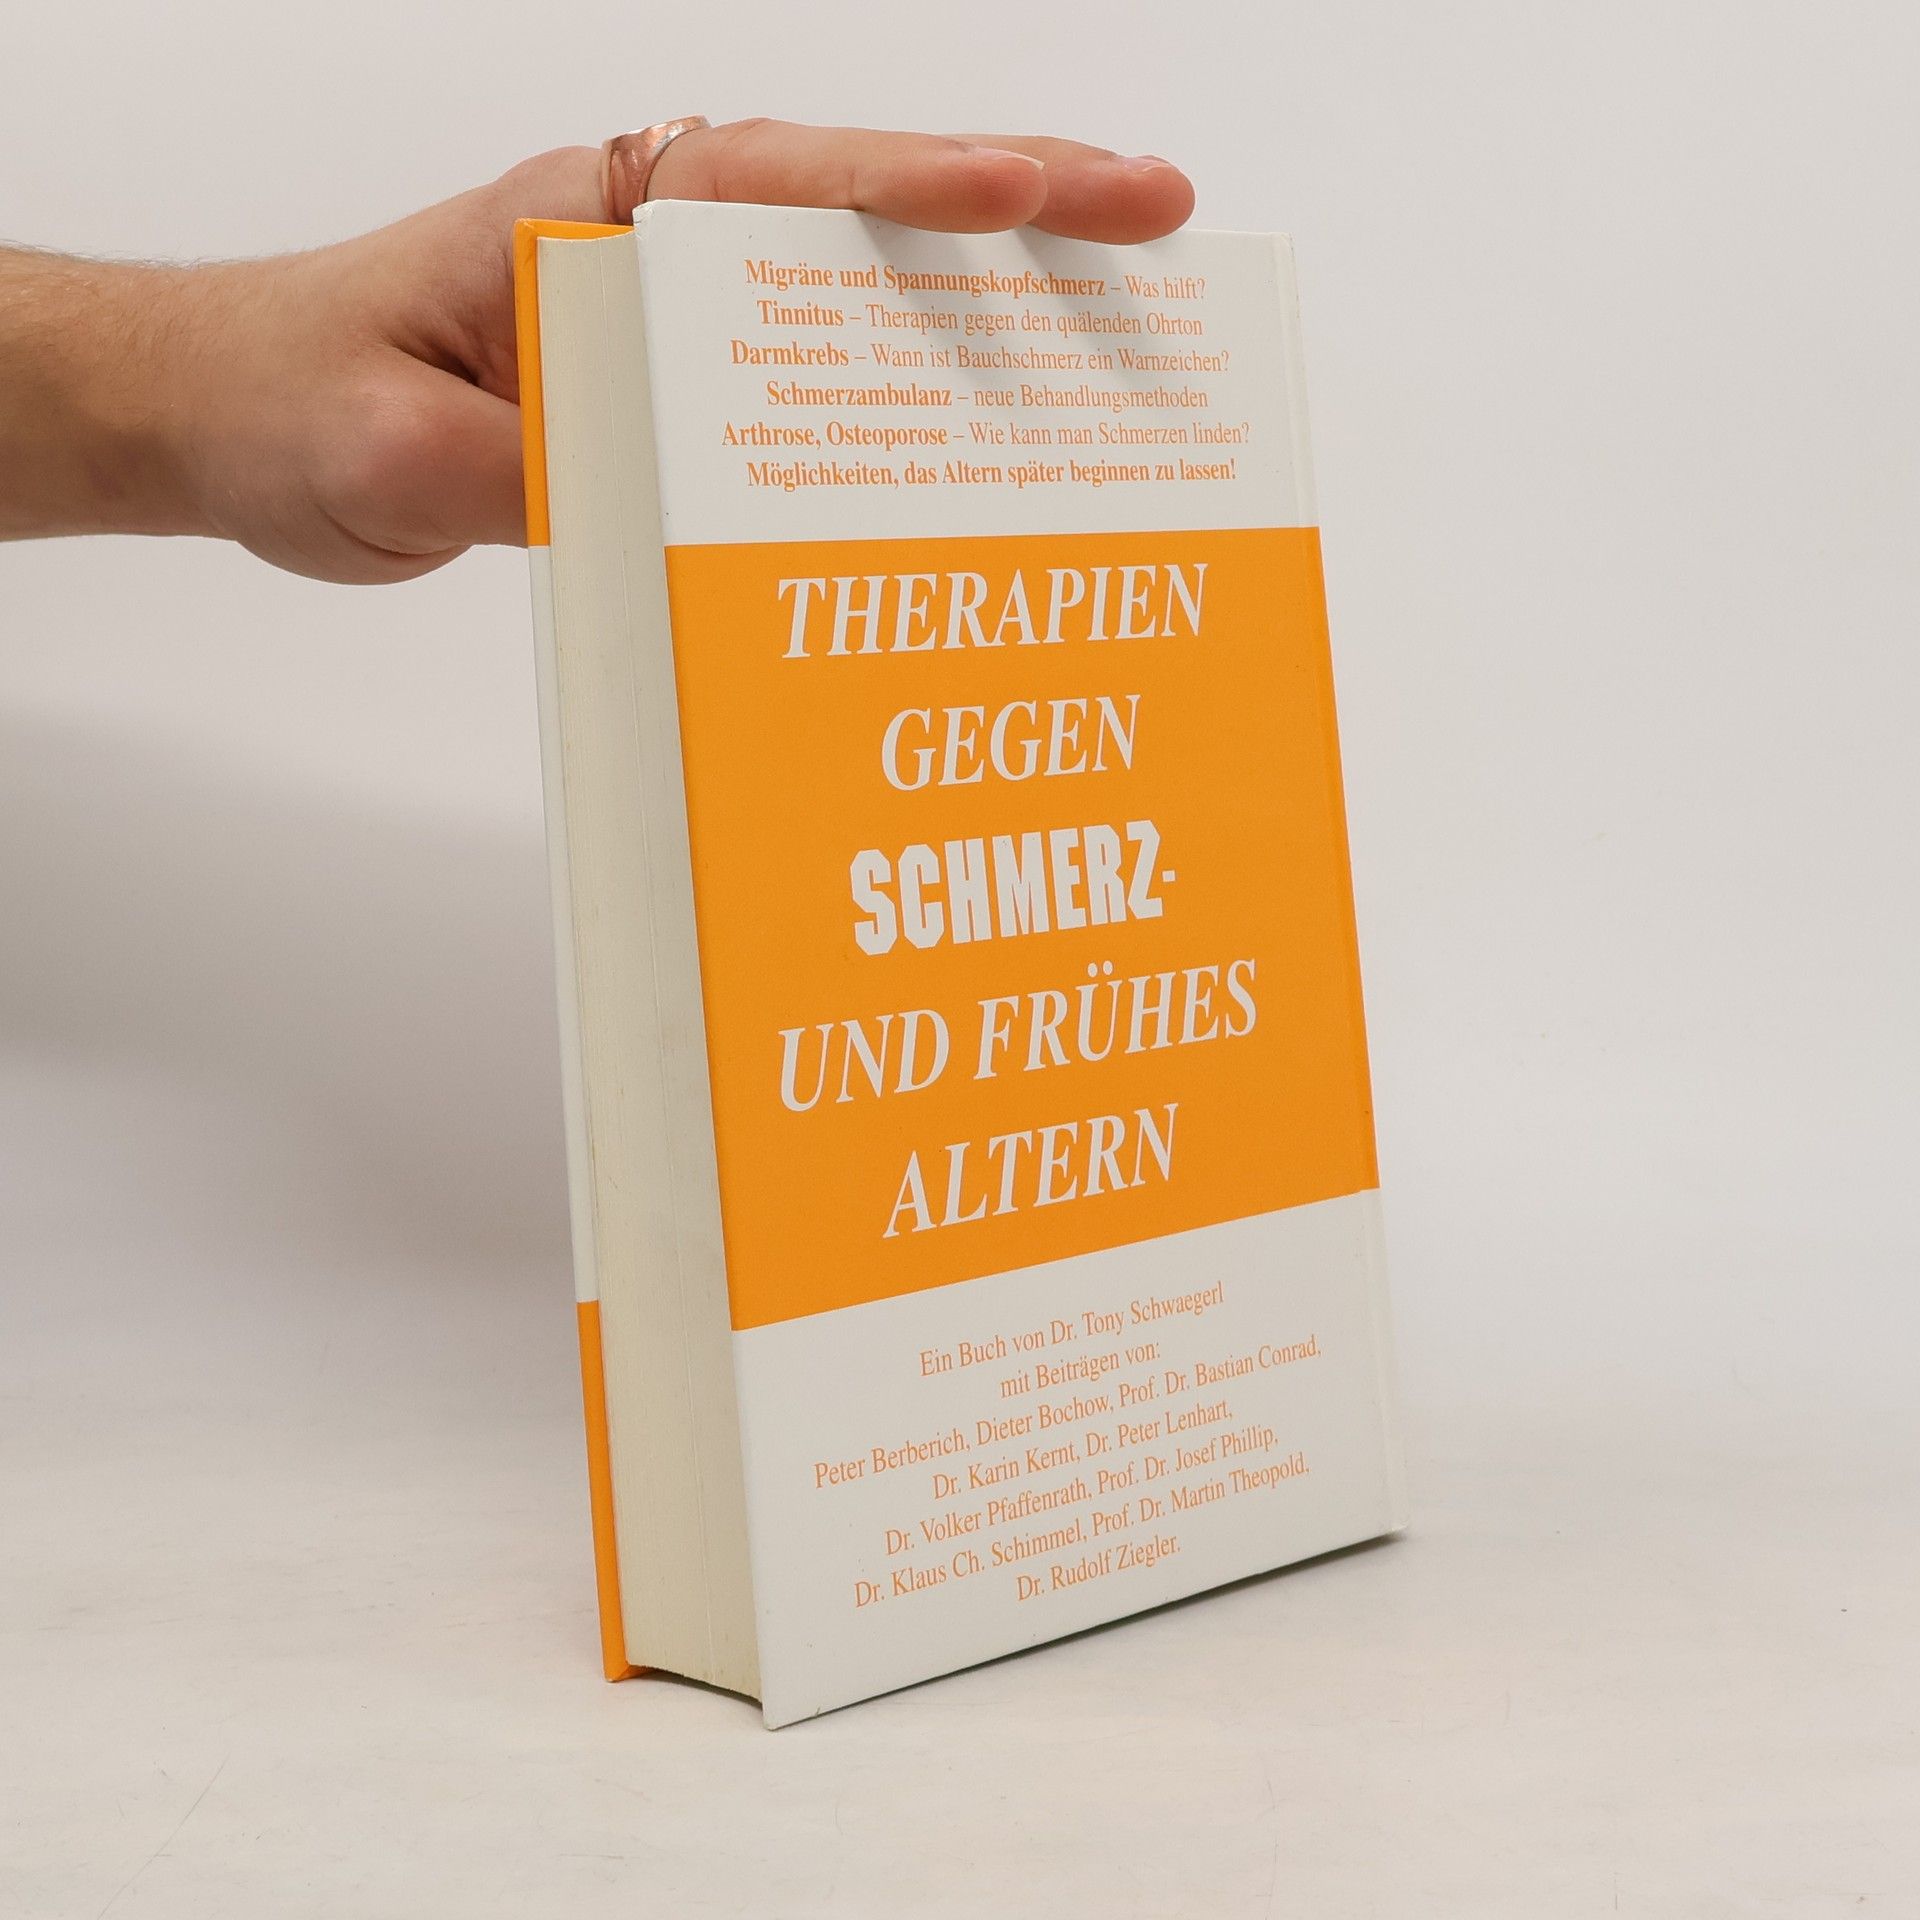 Migräne und Spannungskopfschmerz – Was hilft?
Tinnitus – Therapien gegen den quälenden Ohrton
Darmkrebs – Wann ist Bauchschmerz ein Warnzeichen?
Schmerzambulanz – neue Behandlungsmethoden
Arthrose, Osteoporose – Wie kann man Schmerzen linden?
Möglichkeiten, das Altern später beginnen zu lassen!
THERAPIEN
GEGEN
SCHMERZ-
UND FRÜHES
ALTERN
Ein Buch von Dr. Tony Schwaegerl
mit Beiträgen von:
Peter Berberich, Dieter Bochow, Prof. Dr. Bastian Conrad,
Dr. Karin Kernt, Dr. Peter Lenhart,
Dr. Volker Pfaffenrath, Prof. Dr. Josef Phillip,
Dr. Klaus Ch. Schimmel, Prof. Dr. Martin Theopold,
Dr. Rudolf Ziegler.